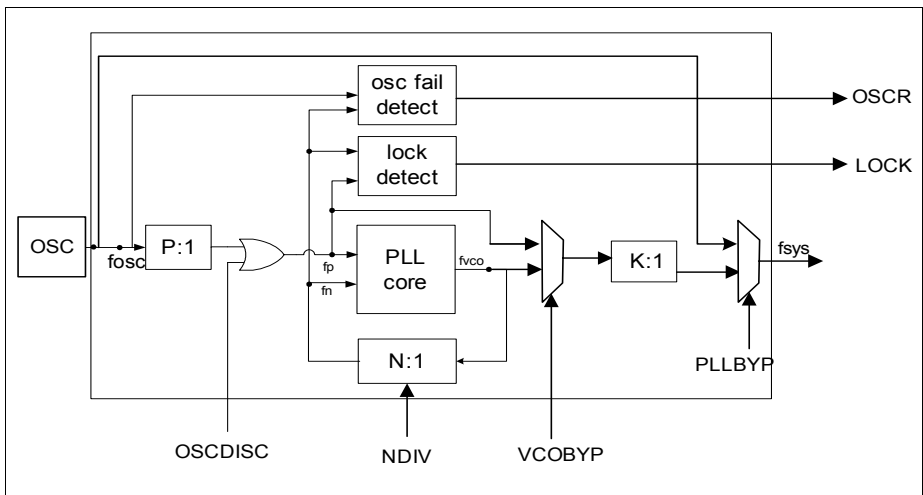 osc fail
detect
OSCR
lock
detect
LOCK
OSC
fosc
P:1
fp
fn
PLL
core
fvco
K:1
fsys
N:1
PLLBYP
OSCDISC
NDIV
VCOBYP